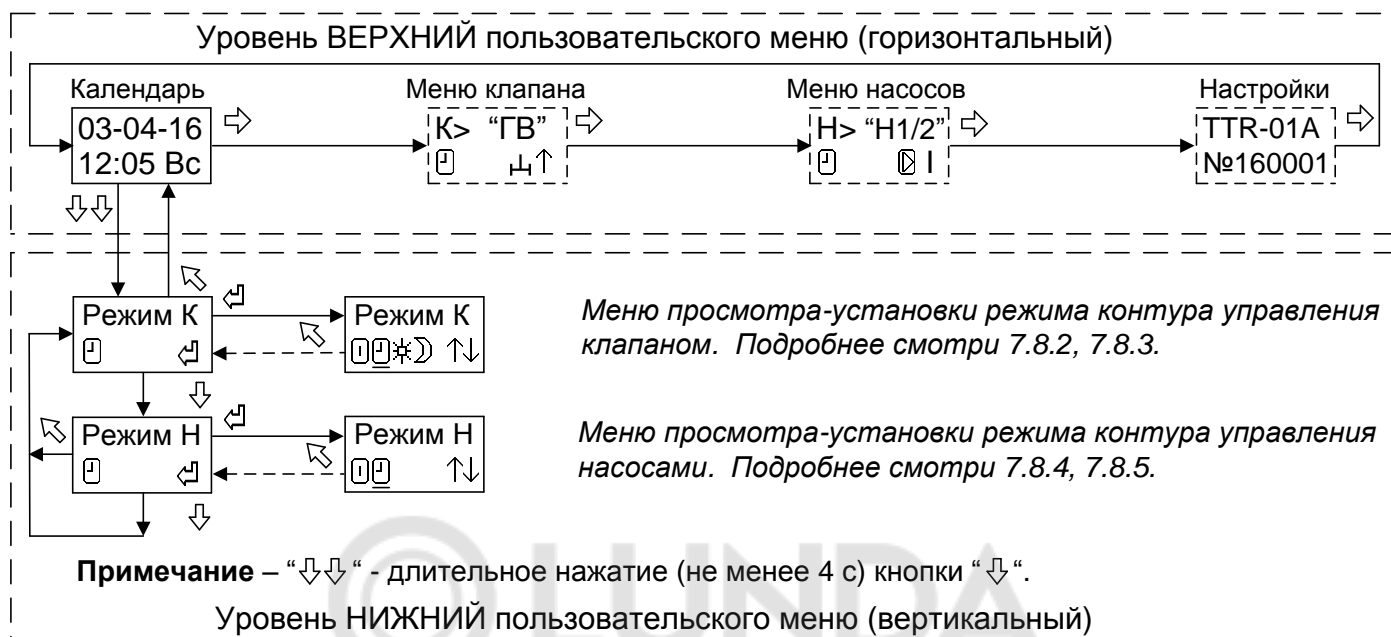 Уровень ВЕРХНИЙ пользовательского меню (горизонтальный)
Календарь
Меню клапана
Меню насосов
Настройки
03-04-16
12:05 Вс
К> “ГВ”
Н> “Н1/2”
I
TTR-01A
№160001
Режим К
Режим К
Меню просмотра-установки режима контура управления
клапаном. Подробнее смотри 7.8.2, 7.8.3.
Режим Н
Режим Н
Меню просмотра-установки режима контура управления
насосами. Подробнее смотри 7.8.4, 7.8.5.
LUNDA
Примечание – “⇩⇩“ - длительное нажатие (не менее 4 с) кнопки “⇩“.
Уровень НИЖНИЙ пользовательского меню (вертикальный)